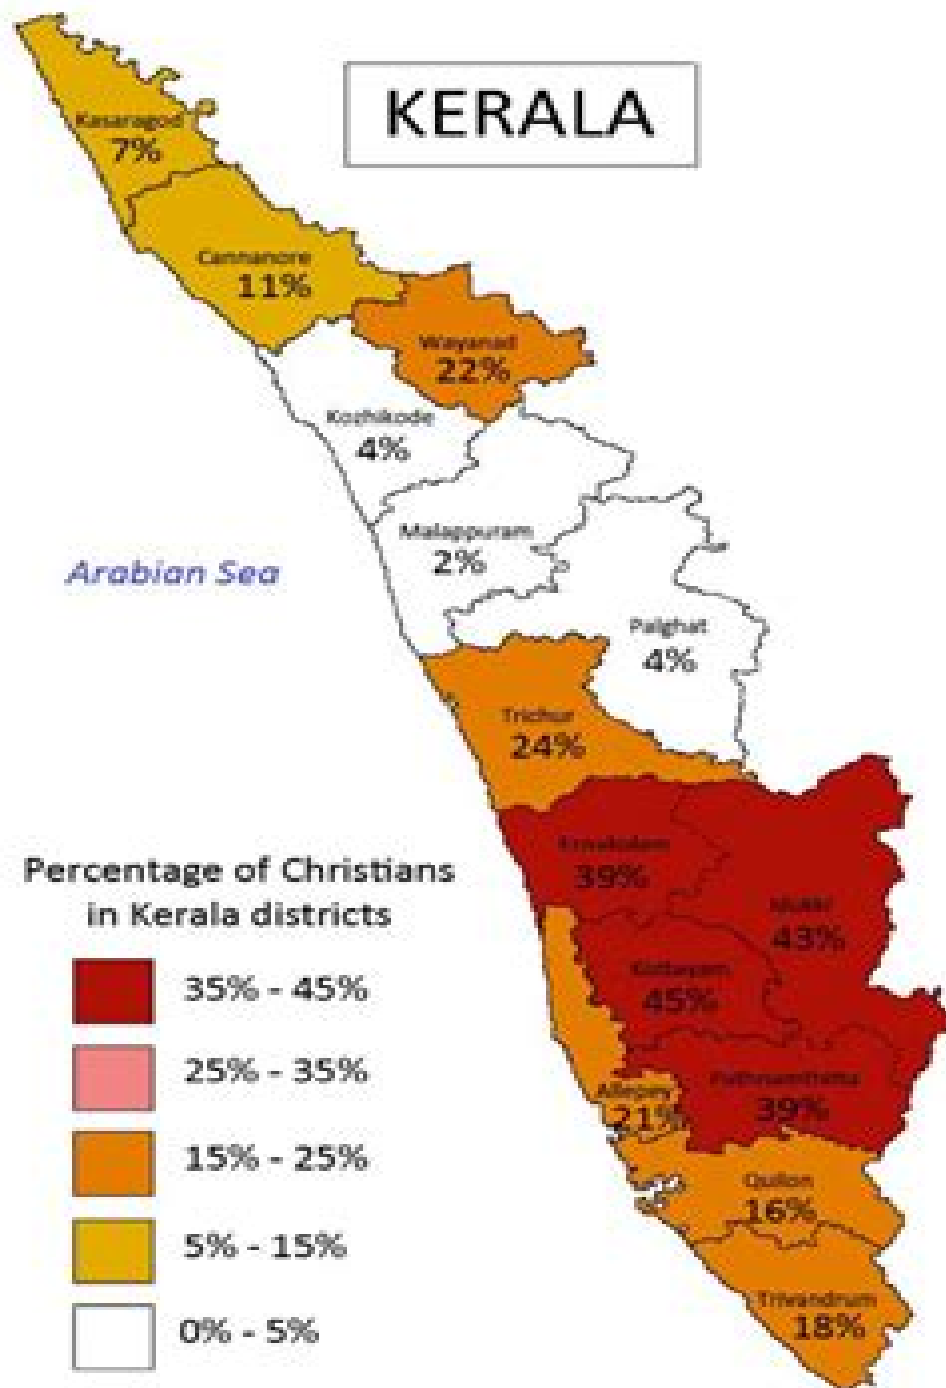 KERALA
Kasaragod
7%
Cannanore
11%
Wayanad
22%
Kozhikode
4%
Malappuram
2%
Arabian Sea
Palghat
4%
Trichur
24%
Ernakulam
39%
Idukki
43%
Kottayam
45%
Allepey
21%
Pathnamthitta
39%
Quilon
16%
Trivandrum
18%
Percentage of Christians
in Kerala districts
35% - 45%
25% - 35%
15% - 25%
5% - 15%
0% - 5%